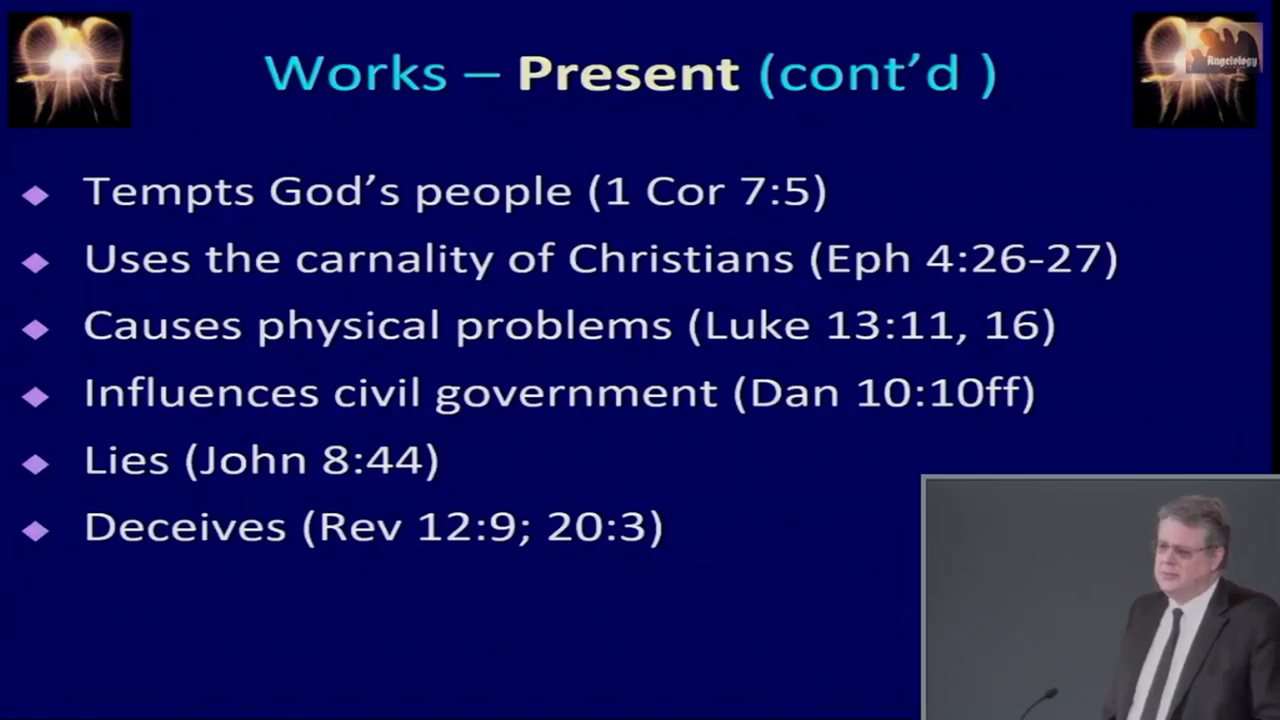 Works – Present (cont’d )
Angelology
Tempts God’s people (1 Cor 7:5)
Uses the carnality of Christians (Eph 4:26-27)
Causes physical problems (Luke 13:11, 16)
Influences civil government (Dan 10:10ff)
Lies (John 8:44)
Deceives (Rev 12:9; 20:3)